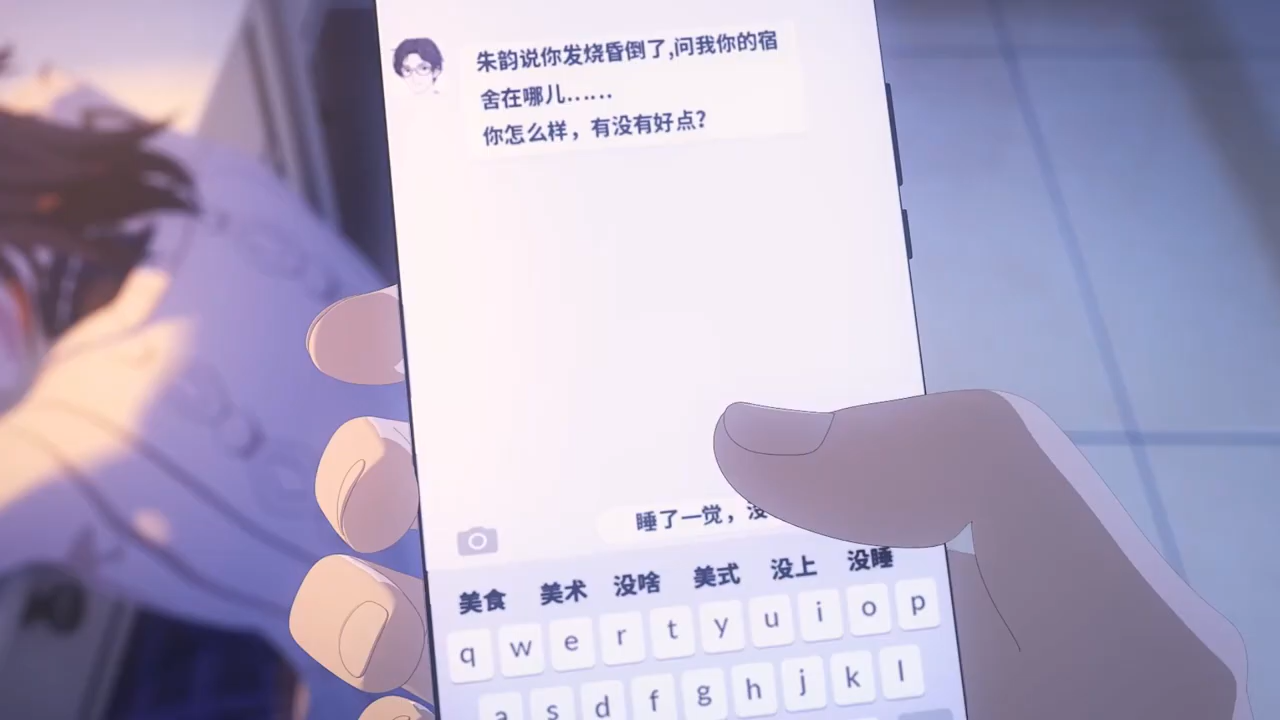 朱韵说你发烧昏倒了,问我你的宿
舍在哪儿……
你怎么样，有没有好点？
睡了一觉，没
美食 美术 没啥 美式 没上 没睡
q w e r t y u i o p
a s d f g h j k l